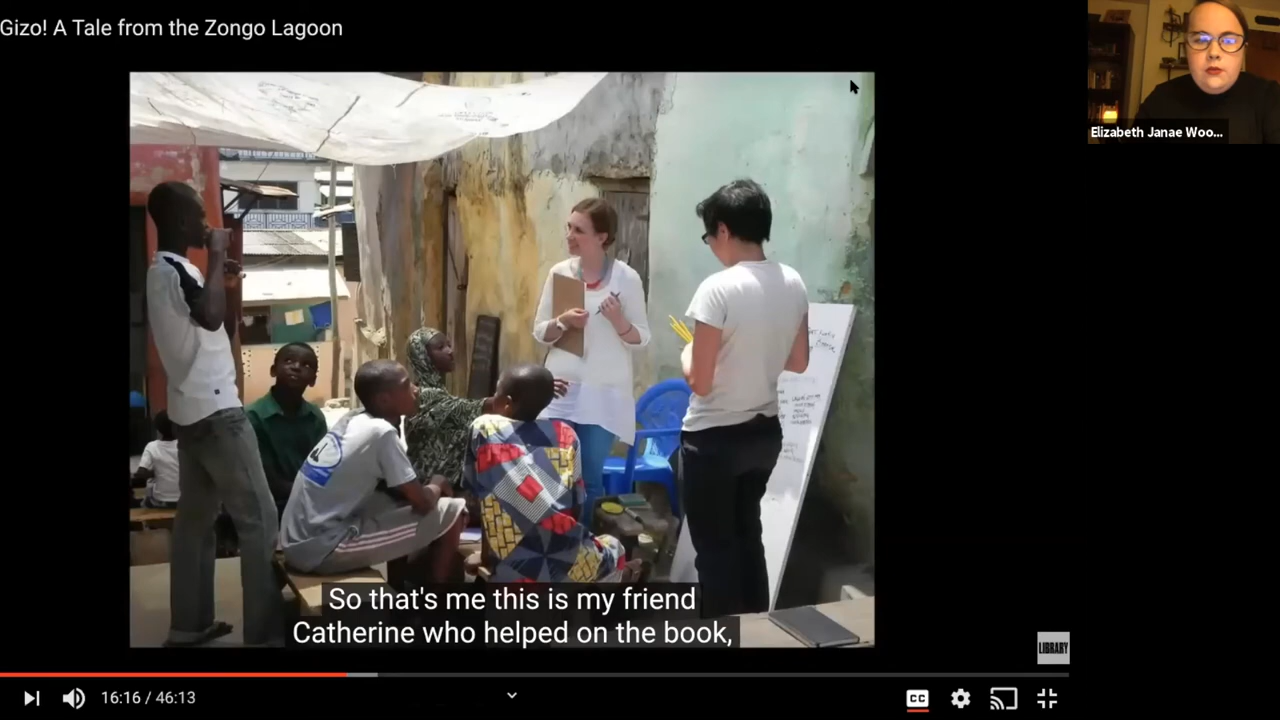 Gizo! A Tale from the Zongo Lagoon
Elizabeth Janae Woo...
So that's me this is my friend
Catherine who helped on the book,
LIBRARY
16:16 / 46:13
CC